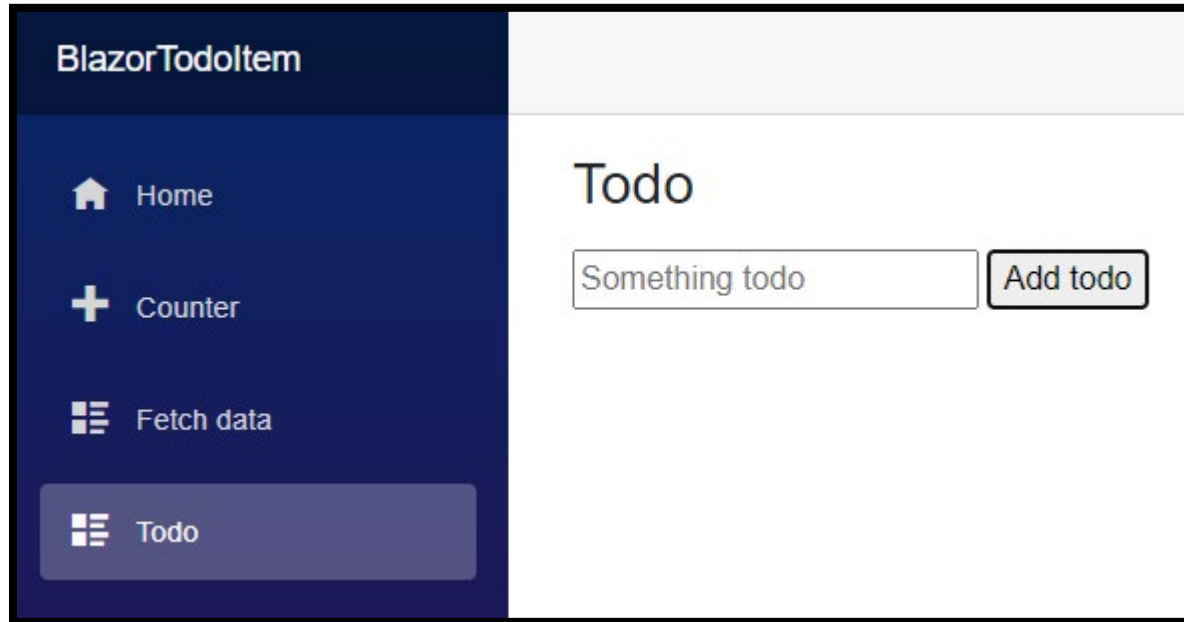 BlazorTodoItem
Home
Counter
Fetch data
Todo
Todo
Something todo Add todo